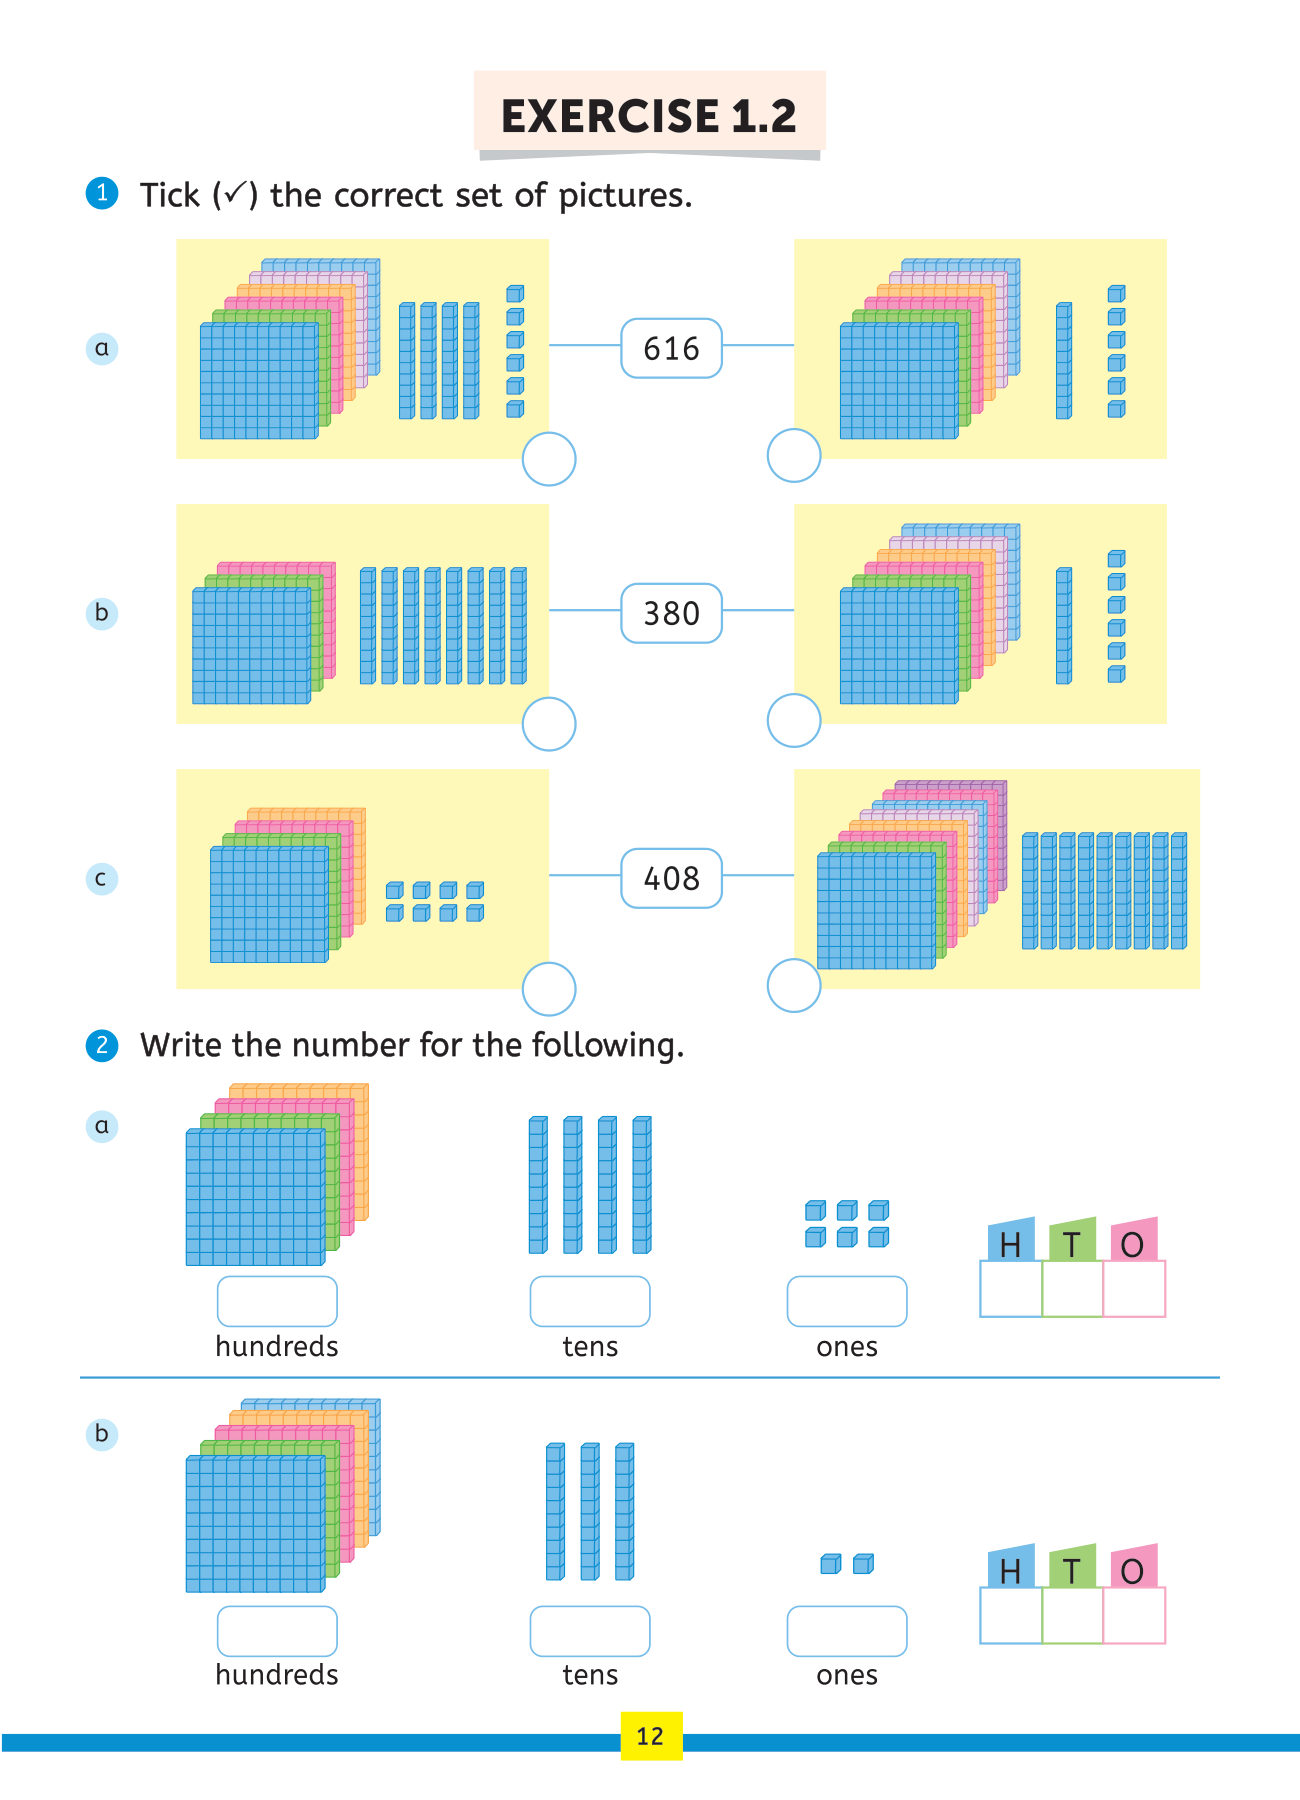 EXERCISE 1.2
1 Tick (✓) the correct set of pictures.
a
616
b
380
c
408
2 Write the number for the following.
a
H T O
hundreds tens ones
b
H T O
hundreds tens ones
12